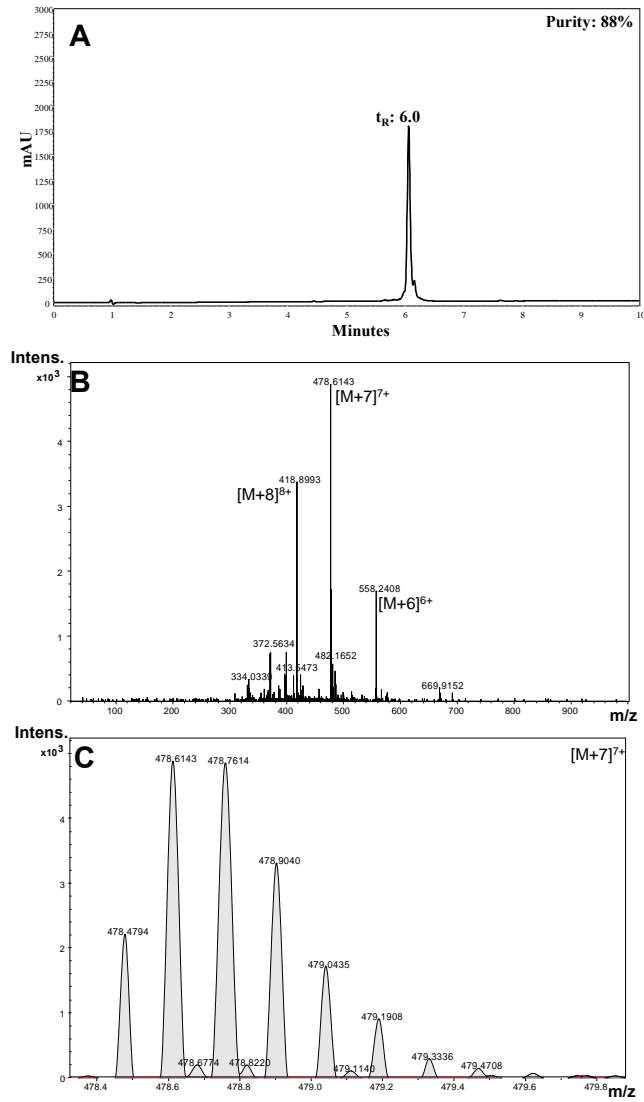 3000
2750
2500
2250
2000
1750
1500
1250
1000
750
500
250
0
mAU
A
Purity: 88%
tR: 6.0
0 1 2 3 4 5 6 7 8 9 10
Minutes
Intens.
x10³
B
478.6143
[M+7]⁷⁺
418.8993
[M+8]⁸⁺
558.2408
[M+6]⁶⁺
372.5634
482.1652
413.5473
334.0339
669.9152
4
3
2
1
0
100 200 300 400 500 600 700 800 900 m/z
Intens.
x10³
C
[M+7]⁷⁺
478.6143
478.7614
478.9040
478.4794
479.0435
479.1908
479.3336
478.6774
478.8220
479.1140
479.4708
4
3
2
1
0
478.4 478.6 478.8 479.0 479.2 479.4 479.6 479.8 m/z